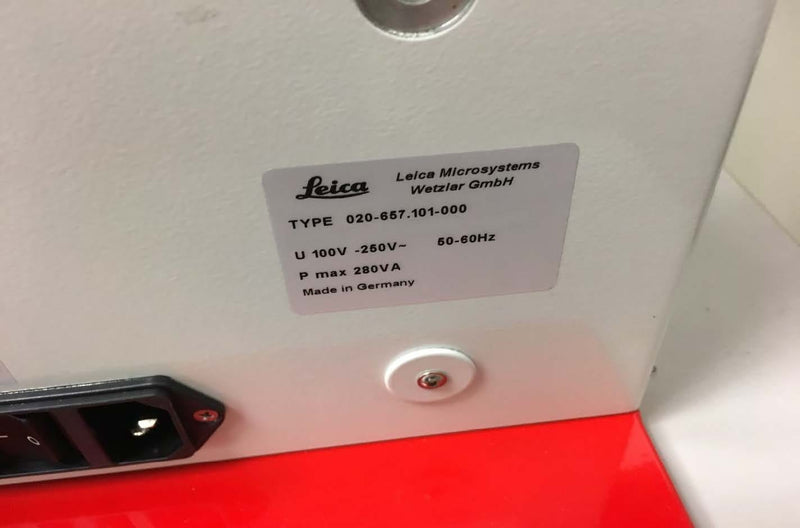 Leica
Leica Microsystems
Wetzlar GmbH
TYPE 020-657.101-000
U 100V -250V~ 50-60Hz
P max 280VA
Made in Germany
– O